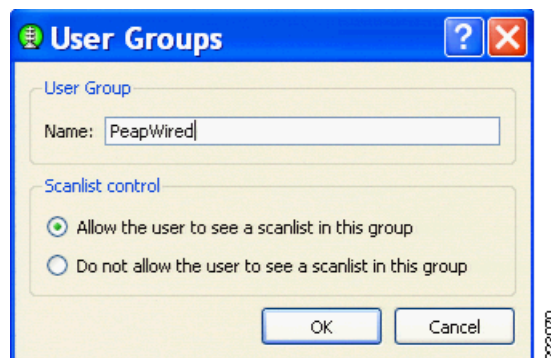 User Groups
User Group
Name: PeapWired
Scanlist control
Allow the user to see a scanlist in this group
Do not allow the user to see a scanlist in this group
OK Cancel